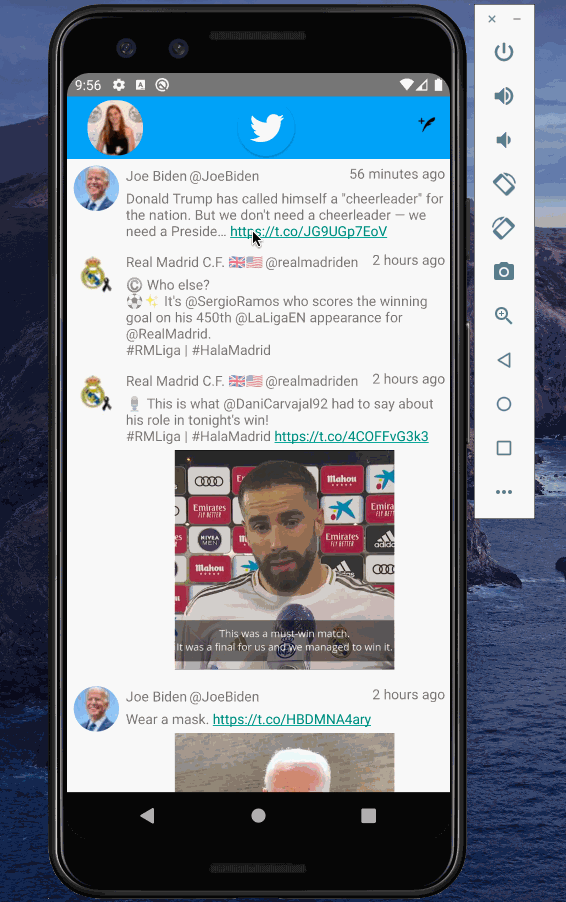 9:56
Joe Biden @JoeBiden
56 minutes ago
Donald Trump has called himself a "cheerleader" for
the nation. But we don't need a cheerleader — we
need a Preside… https://t.co/JG9UGp7EoV
Real Madrid C.F. 🇬🇧🇺🇸 @realmadriden
2 hours ago
©️ Who else?
⚽✨ It's @SergioRamos who scores the winning
goal on his 450th @LaLigaEN appearance for
@RealMadrid.
#RMLiga | #HalaMadrid
Real Madrid C.F. 🇬🇧🇺🇸 @realmadriden
2 hours ago
🎙 This is what @DaniCarvajal92 had to say about
his role in tonight's win!
#RMLiga | #HalaMadrid https://t.co/4COFFvG3k3
Emirates
FLY BETTER
NIVEA
MEN
Mahou
adidas
This was a must-win match.
It was a final for us and we managed to win it.
Joe Biden @JoeBiden
2 hours ago
Wear a mask. https://t.co/HBDMNA4ary